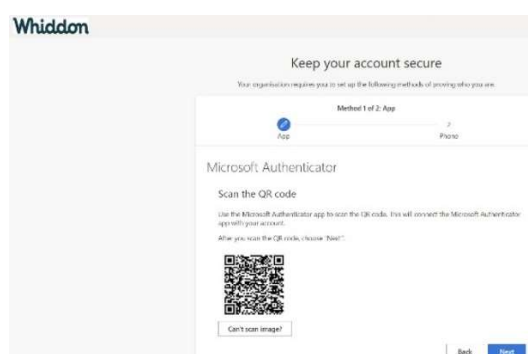 Whiddon
Keep your account secure
Your organisation requires you to set up the following methods of proving who you are.
Method 1 of 2: App
App
2
Phone
Microsoft Authenticator
Scan the QR code
Use the Microsoft Authenticator app to scan the QR code. This will connect the Microsoft Authenticator
app with your account.
After you scan the QR code, choose "Next".
Can't scan image?
Back
Next